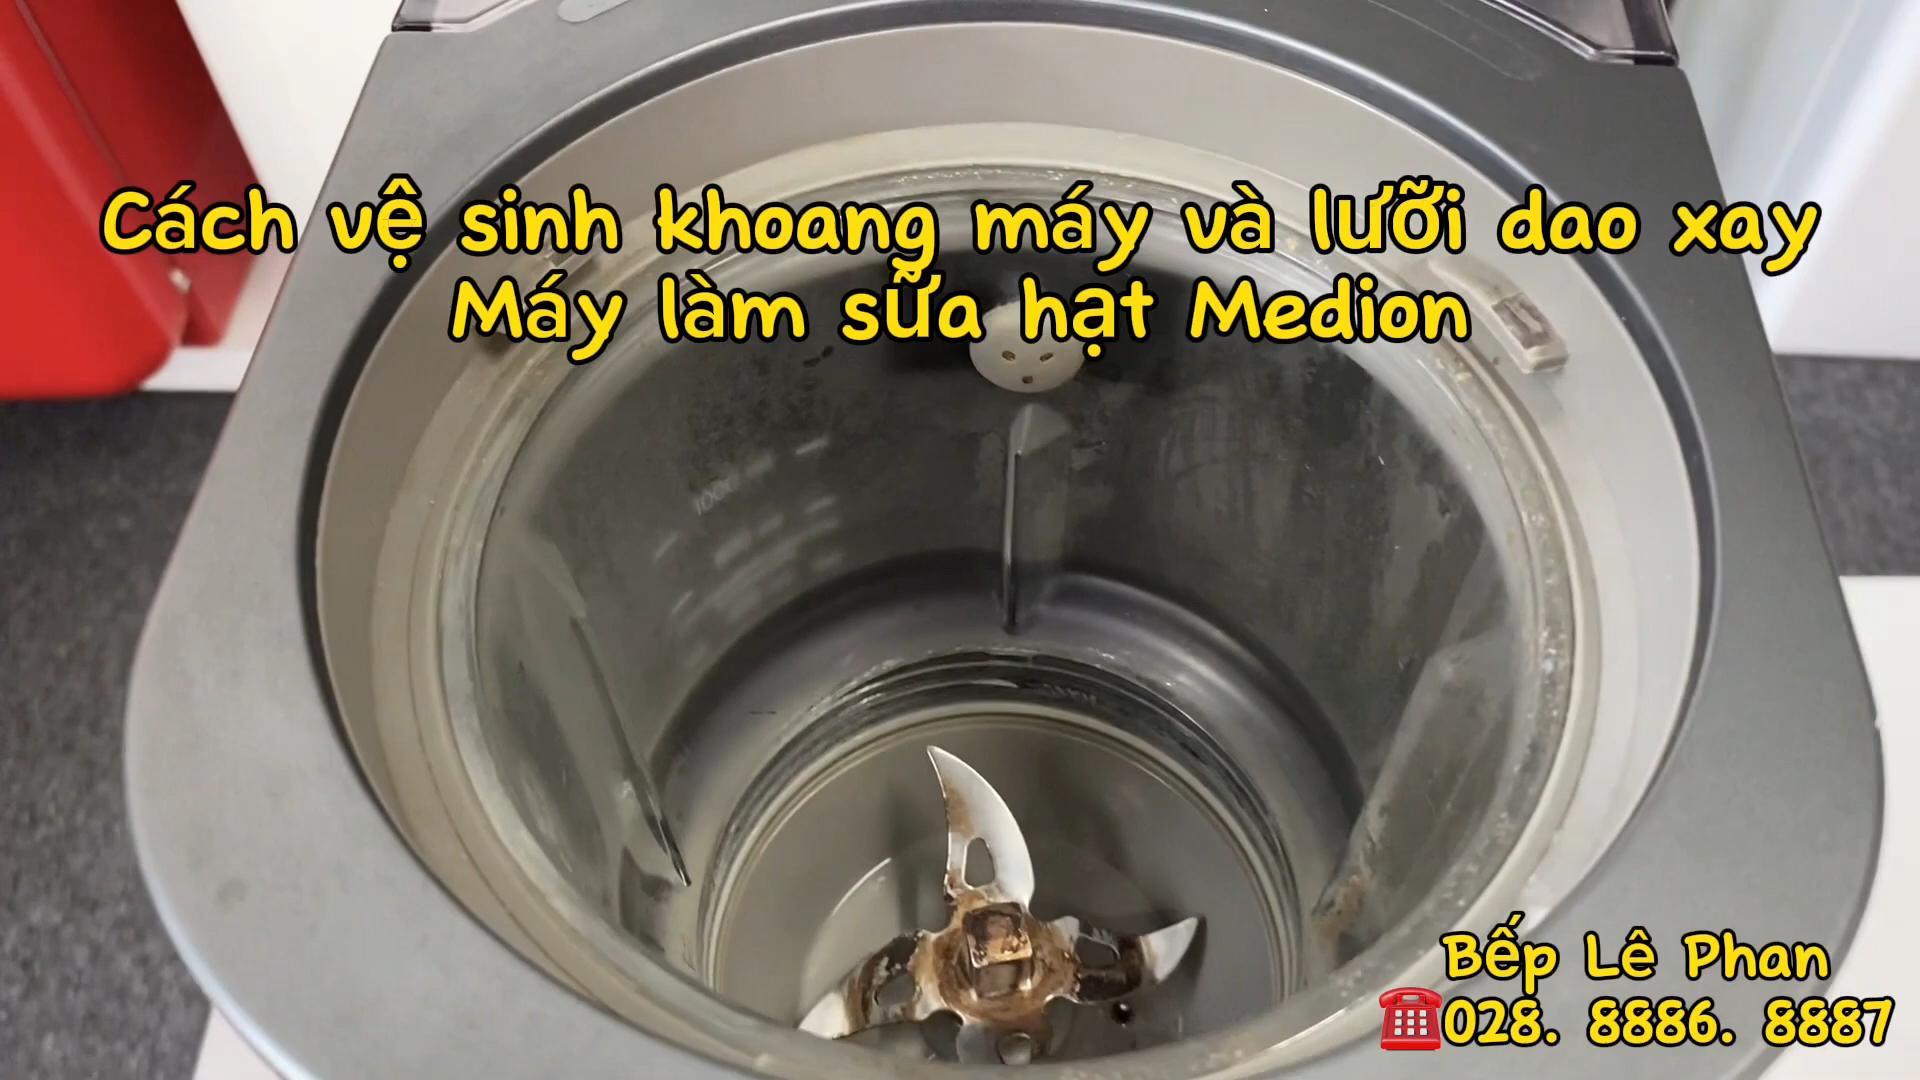 Cách vệ sinh khoang máy và lưỡi dao xay
Máy làm sữa hạt Medion
1000
Bếp Lê Phan
☎️028. 8886. 8887